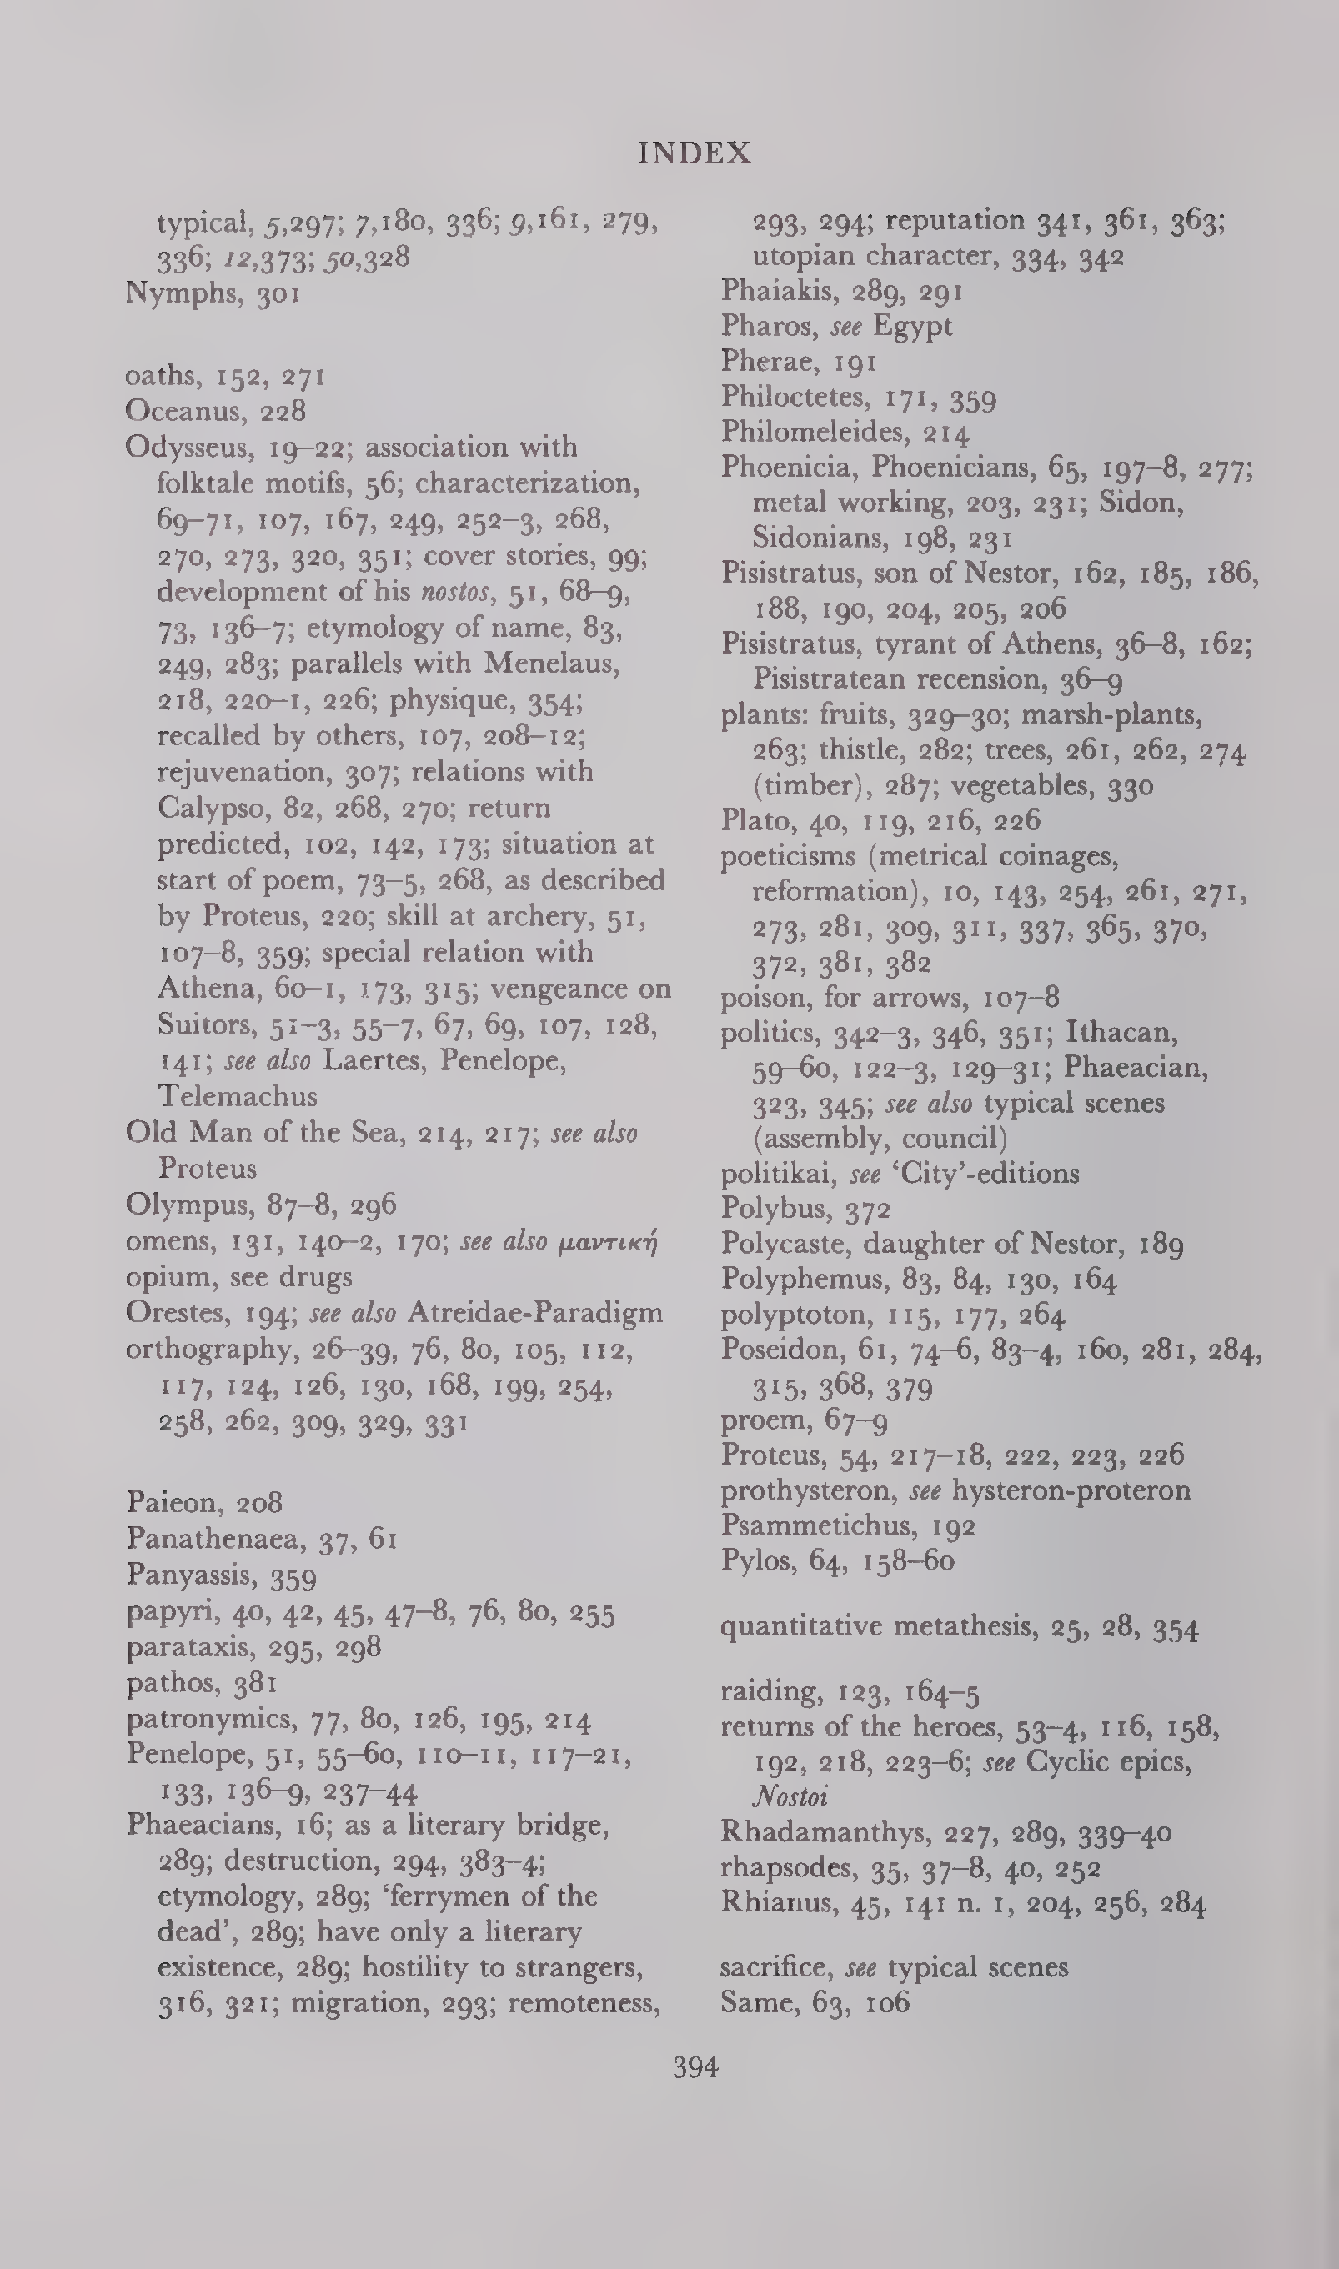 INDEX
typical, 5,297; 7,180, 336; 9,161, 279,
336; 12,373; 50,328
Nymphs, 301
oaths, 152, 271
Oceanus, 228
Odysseus, 19–22; association with
folktale motifs, 56; characterization,
69–71, 107, 167, 249, 252–3, 268,
270, 273, 320, 351; cover stories, 99;
development of his nostos, 51, 68–9,
73, 136–7; etymology of name, 83,
249, 283; parallels with Menelaus,
218, 220–1, 226; physique, 354;
recalled by others, 107, 208–12;
rejuvenation, 307; relations with
Calypso, 82, 268, 270; return
predicted, 102, 142, 173; situation at
start of poem, 73–5, 268, as described
by Proteus, 220; skill at archery, 51,
107–8, 359; special relation with
Athena, 60–1, 173, 315; vengeance on
Suitors, 51–3, 55–7, 67, 69, 107, 128,
141; see also Laertes, Penelope,
Telemachus
Old Man of the Sea, 214, 217; see also
Proteus
Olympus, 87–8, 296
omens, 131, 140–2, 170; see also μαντική
opium, see drugs
Orestes, 194; see also Atreidae-Paradigm
orthography, 26–39, 76, 80, 105, 112,
117, 124, 126, 130, 168, 199, 254,
258, 262, 309, 329, 331
Paieon, 208
Panathenaea, 37, 61
Panyassis, 359
papyri, 40, 42, 45, 47–8, 76, 80, 255
parataxis, 295, 298
pathos, 381
patronymics, 77, 80, 126, 195, 214
Penelope, 51, 55–60, 110–11, 117–21,
133, 136–9, 237–44
Phaeacians, 16; as a literary bridge,
289; destruction, 294, 383–4;
etymology, 289; ‘ferrymen of the
dead’, 289; have only a literary
existence, 289; hostility to strangers,
316, 321; migration, 293; remoteness,
293, 294; reputation 341, 361, 363;
utopian character, 334, 342
Phaiakis, 289, 291
Pharos, see Egypt
Pherae, 191
Philoctetes, 171, 359
Philomeleides, 214
Phoenicia, Phoenicians, 65, 197–8, 277;
metal working, 203, 231; Sidon,
Sidonians, 198, 231
Pisistratus, son of Nestor, 162, 185, 186,
188, 190, 204, 205, 206
Pisistratus, tyrant of Athens, 36–8, 162;
Pisistratean recension, 36–9
plants: fruits, 329–30; marsh-plants,
263; thistle, 282; trees, 261, 262, 274
(timber), 287; vegetables, 330
Plato, 40, 119, 216, 226
poeticisms (metrical coinages,
reformation), 10, 143, 254, 261, 271,
273, 281, 309, 311, 337, 365, 370,
372, 381, 382
poison, for arrows, 107–8
politics, 342–3, 346, 351; Ithacan,
59–60, 122–3, 129–31; Phaeacian,
323, 345; see also typical scenes
(assembly, council)
politikai, see ‘City’-editions
Polybus, 372
Polycaste, daughter of Nestor, 189
Polyphemus, 83, 84, 130, 164
polyptoton, 115, 177, 264
Poseidon, 61, 74–6, 83–4, 160, 281, 284,
315, 368, 379
proem, 67–9
Proteus, 54, 217–18, 222, 223, 226
prothysteron, see hysteron-proteron
Psammetichus, 192
Pylos, 64, 158–60
quantitative metathesis, 25, 28, 354
raiding, 123, 164–5
returns of the heroes, 53–4, 116, 158,
192, 218, 223–6; see Cyclic epics,
Nostoi
Rhadamanthys, 227, 289, 339–40
rhapsodes, 35, 37–8, 40, 252
Rhianus, 45, 141 n. 1, 204, 256, 284
sacrifice, see typical scenes
Same, 63, 106
394